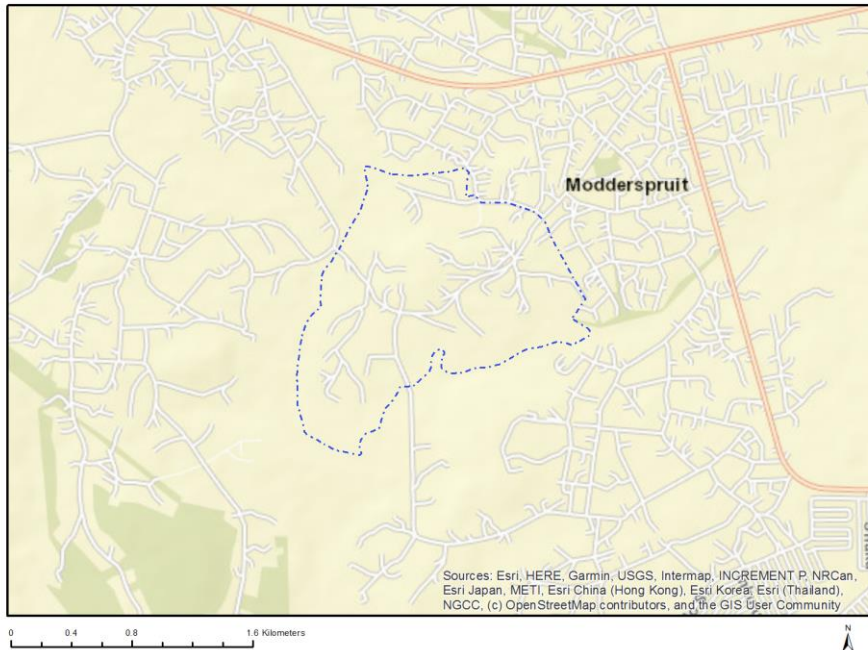 Modderspruit
Sources: Esri, HERE, Garmin, USGS, Intermap, INCREMENT P, NRCan,
Esri Japan, METI, Esri China (Hong Kong), Esri Korea, Esri (Thailand),
NGCC, (c) OpenStreetMap contributors, and the GIS User Community
0 0.4 0.8 1.6 Kilometers
N